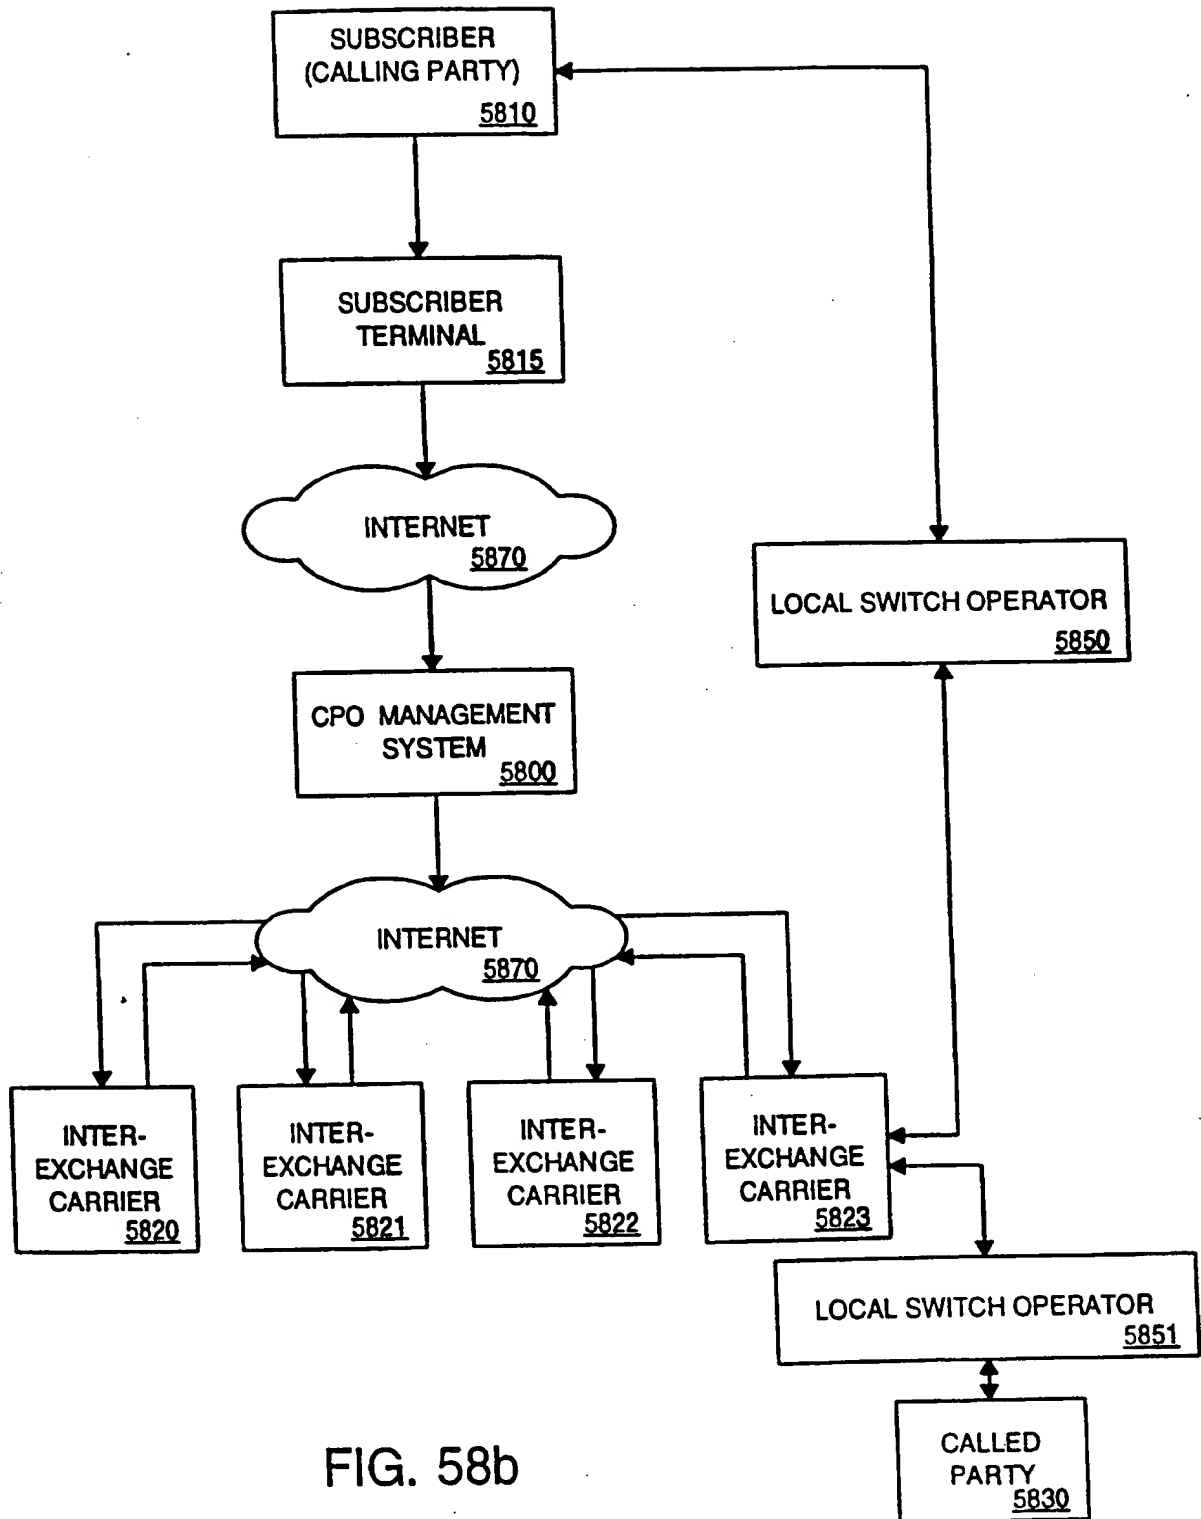 SUBSCRIBER
(CALLING PARTY)
5810
SUBSCRIBER
TERMINAL
5815
INTERNET
5870
LOCAL SWITCH OPERATOR
5850
CPO MANAGEMENT
SYSTEM
5800
INTERNET
5870
INTER-
EXCHANGE
CARRIER
5820
INTER-
EXCHANGE
CARRIER
5821
INTER-
EXCHANGE
CARRIER
5822
INTER-
EXCHANGE
CARRIER
5823
LOCAL SWITCH OPERATOR
5851
CALLED
PARTY
5830
FIG. 58b